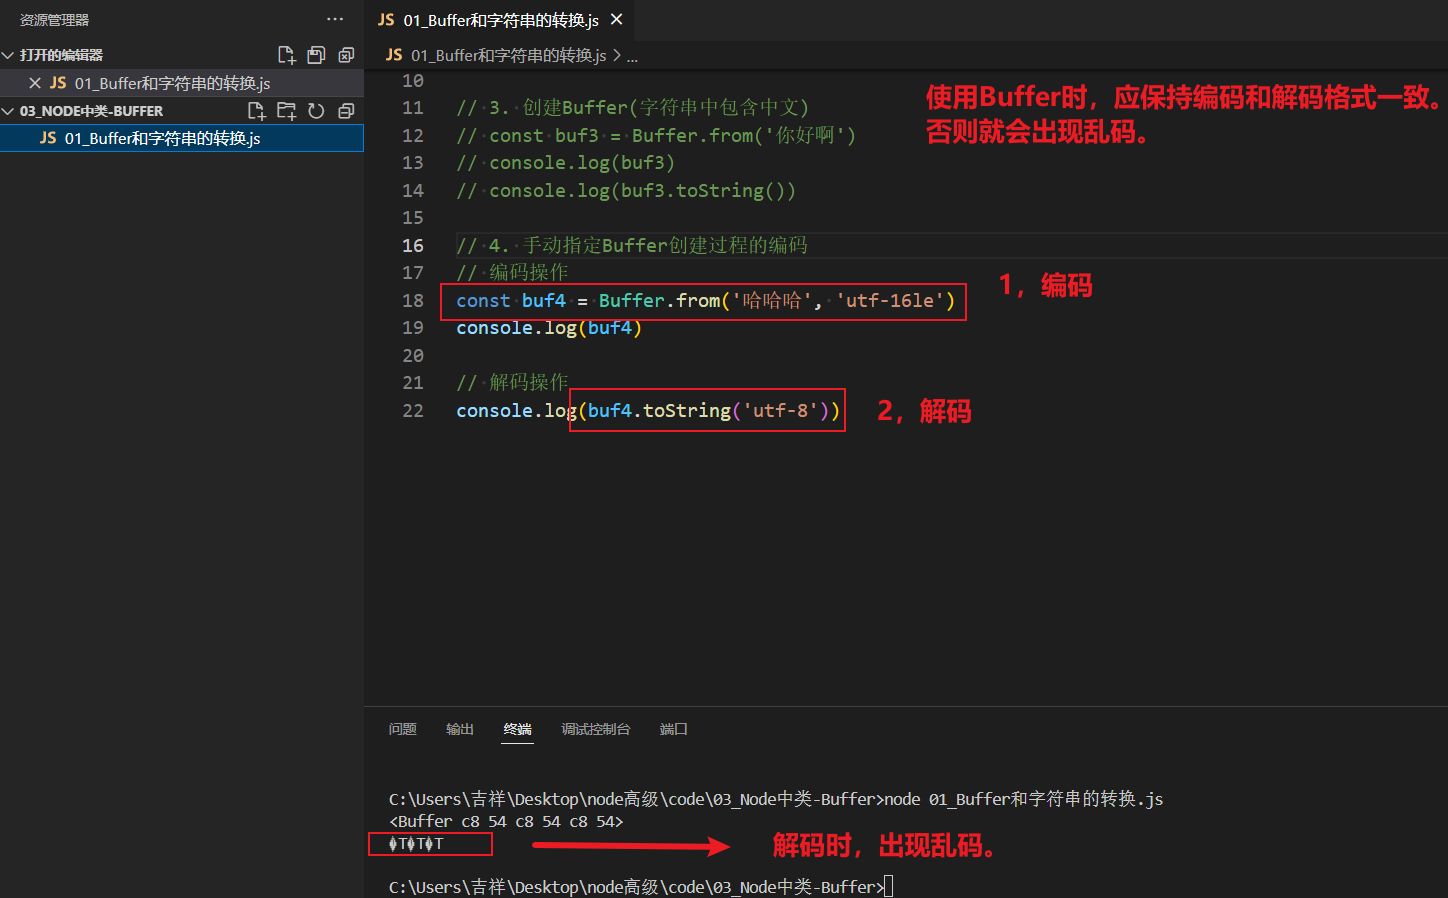 资源管理器 ···
打开的编辑器
JS 01_Buffer和字符串的转换.js
03_NODE中类-BUFFER
JS 01_Buffer和字符串的转换.js
JS 01_Buffer和字符串的转换.js
JS 01_Buffer和字符串的转换.js > ...
10
11 // 3. 创建Buffer(字符串中包含中文)
12 // const buf3 = Buffer.from('你好啊')
13 // console.log(buf3)
14 // console.log(buf3.toString())
15
16 // 4. 手动指定Buffer创建过程的编码
17 // 编码操作
18 const buf4 = Buffer.from('哈哈哈', 'utf-16le')
19 console.log(buf4)
20
21 // 解码操作
22 console.log(buf4.toString('utf-8'))
使用Buffer时，应保持编码和解码格式一致。
否则就会出现乱码。
1，编码
2，解码
问题 输出 终端 调试控制台 端口
C:\Users\吉祥\Desktop\node高级\code\03_Node中类-Buffer>node 01_Buffer和字符串的转换.js
<Buffer c8 54 c8 54 c8 54>
�T�T�T
解码时，出现乱码。
C:\Users\吉祥\Desktop\node高级\code\03_Node中类-Buffer>